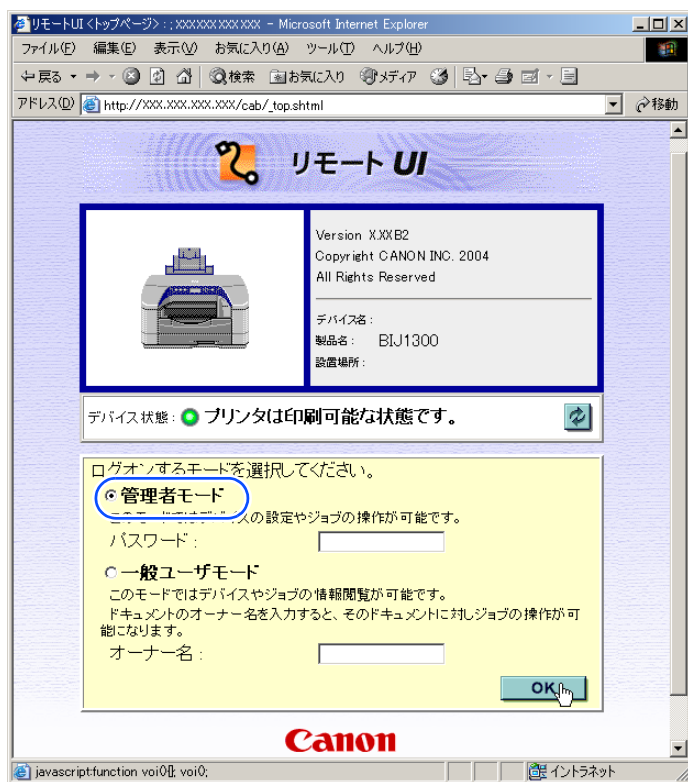 リモートUI <トップページ> : ; XXX XXX XXX XXX - Microsoft Internet Explorer
ファイル(F) 編集(E) 表示(V) お気に入り(A) ツール(T) ヘルプ(H)
戻る 検索 お気に入り メディア
アドレス(D) http://XXX.XXX.XXX.XXX/cab/_top.shtml 移動
リモート UI
Version X.XX B2
Copyright CANON INC. 2004
All Rights Reserved
デバイス名 :
製品名 : BIJ1300
設置場所 :
デバイス状態 : プリンタは印刷可能な状態です。
ログオンするモードを選択してください。
管理者モード
このモードではデバイスの設定やジョブの操作が可能です。
パスワード :
一般ユーザモード
このモードではデバイスやジョブの情報閲覧が可能です。
ドキュメントのオーナー名を入力すると、そのドキュメントに対しジョブの操作が可
能になります。
オーナー名 :
OK
Canon
javascript:function voi0[]; voi0; イントラネット